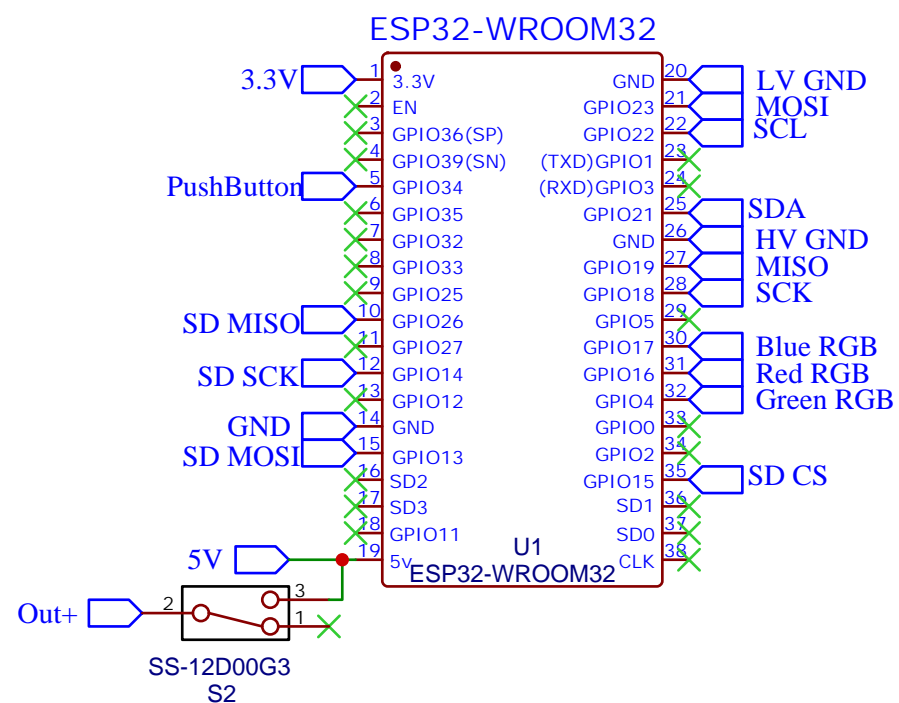 ESP32-WROOM32
3.3V 1 3.3V GND 20 LV GND
2 EN GPIO23 21 MOSI
3 GPIO36(SP) GPIO22 22 SCL
4 GPIO39(SN) (TXD)GPIO1 23
PushButton 5 GPIO34 (RXD)GPIO3 24
6 GPIO35 GPIO21 25 SDA
7 GPIO32 GND 26 HV GND
8 GPIO33 GPIO19 27 MISO
9 GPIO25 GPIO18 28 SCK
SD MISO 10 GPIO26 GPIO5 29
11 GPIO27 GPIO17 30 Blue RGB
SD SCK 12 GPIO14 GPIO16 31 Red RGB
13 GPIO12 GPIO4 32 Green RGB
GND 14 GND GPIO0 33
SD MOSI 15 GPIO13 GPIO2 34
16 SD2 GPIO15 35 SD CS
17 SD3 SD1 36
18 GPIO11 SD0 37
5V 19 5v CLK 38
U1
ESP32-WROOM32
3
Out+ 2
1
SS-12D00G3
S2